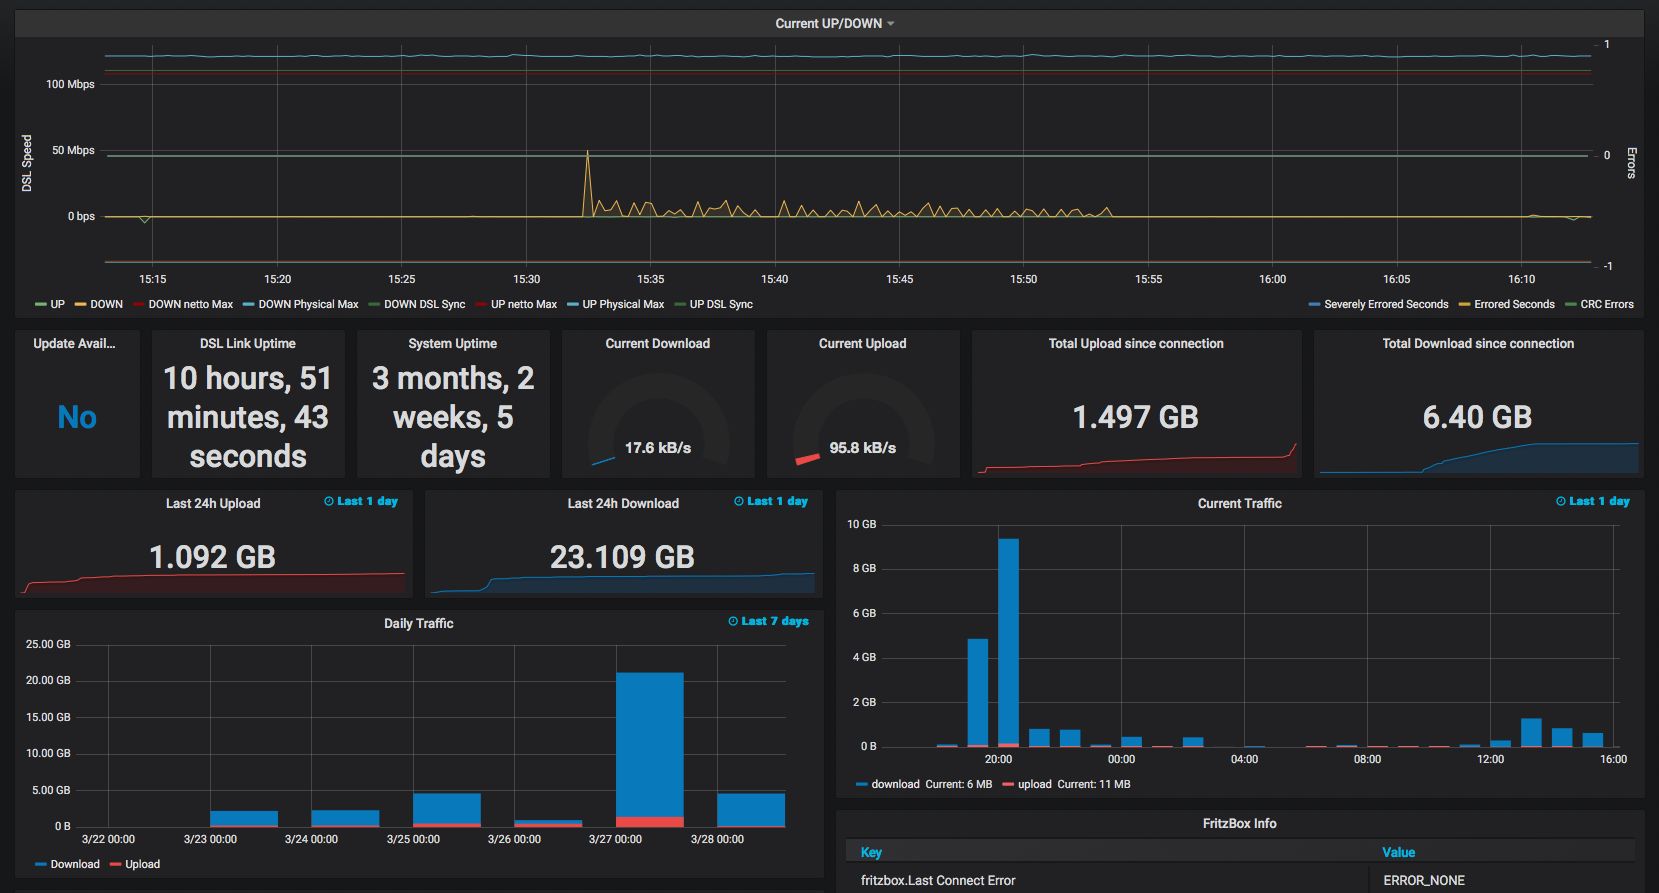 Current UP/DOWN
1
100 Mbps
50 Mbps
0
0 bps
-1
DSL Speed
Errors
15:15 15:20 15:25 15:30 15:35 15:40 15:45 15:50 15:55 16:00 16:05 16:10
UP DOWN DOWN netto Max DOWN Physical Max DOWN DSL Sync UP netto Max UP Physical Max UP DSL Sync Severely Errored Seconds Errored Seconds CRC Errors
Update Avail...
No
DSL Link Uptime
10 hours, 51
minutes, 43
seconds
System Uptime
3 months, 2
weeks, 5
days
Current Download
17.6 kB/s
Current Upload
95.8 kB/s
Total Upload since connection
1.497 GB
Total Download since connection
6.40 GB
Last 24h Upload
Last 1 day
1.092 GB
Last 24h Download
Last 1 day
23.109 GB
Current Traffic
Last 1 day
10 GB
8 GB
6 GB
4 GB
2 GB
0 B
20:00 00:00 04:00 08:00 12:00 16:00
download Current: 6 MB upload Current: 11 MB
Daily Traffic
Last 7 days
25.00 GB
20.00 GB
15.00 GB
10.00 GB
5.00 GB
0 B
3/22 00:00 3/23 00:00 3/24 00:00 3/25 00:00 3/26 00:00 3/27 00:00 3/28 00:00
Download Upload
FritzBox Info
Key Value
fritzbox.Last Connect Error ERROR_NONE